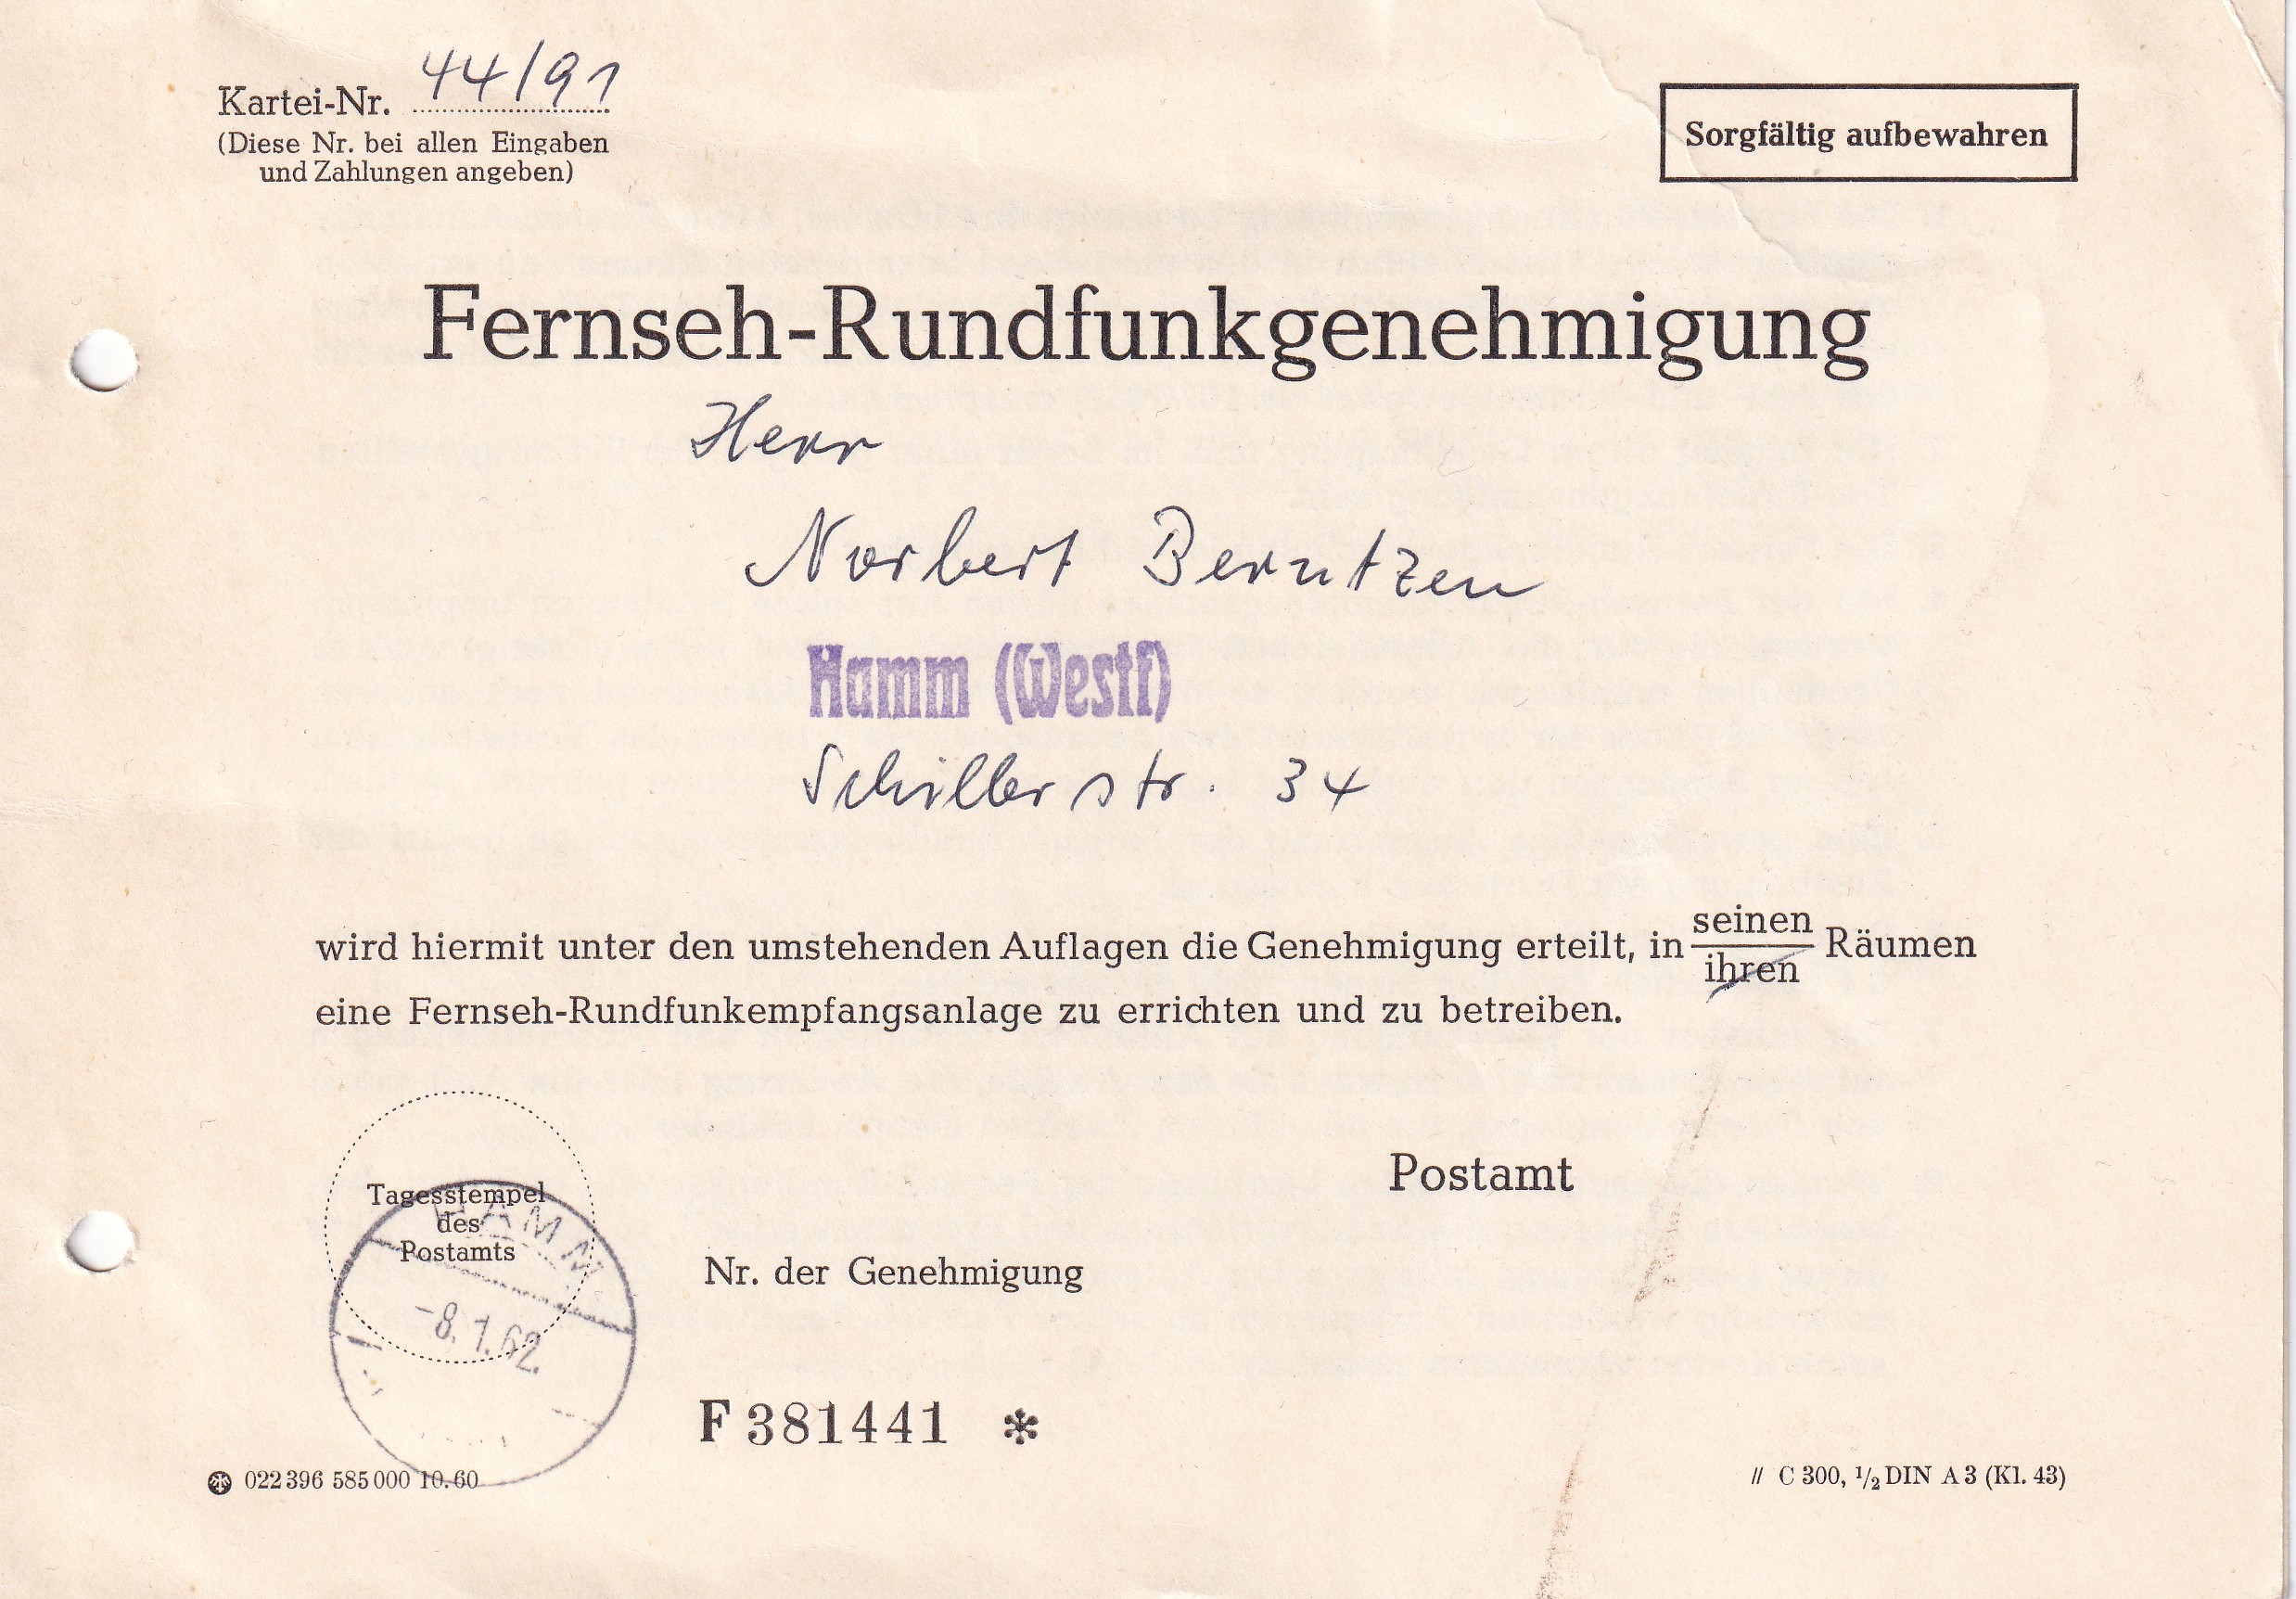 Kartei-Nr. 44/91
(Diese Nr. bei allen Eingaben
und Zahlungen angeben)
Sorgfältig aufbewahren
Fernseh-Rundfunkgenehmigung
Herr
Norbert Berntzen
Hamm (Westf)
Schillerstr. 34
wird hiermit unter den umstehenden Auflagen die Genehmigung erteilt, in seinen Räumen
ihren
eine Fernseh-Rundfunkempfangsanlage zu errichten und zu betreiben.
Tagesstempel
des
Postamts
HAMM
-8.1.62
Postamt
Nr. der Genehmigung
F 381441 *
022 396 585 000 10.60
// C 300, 1/2 DIN A 3 (Kl. 43)